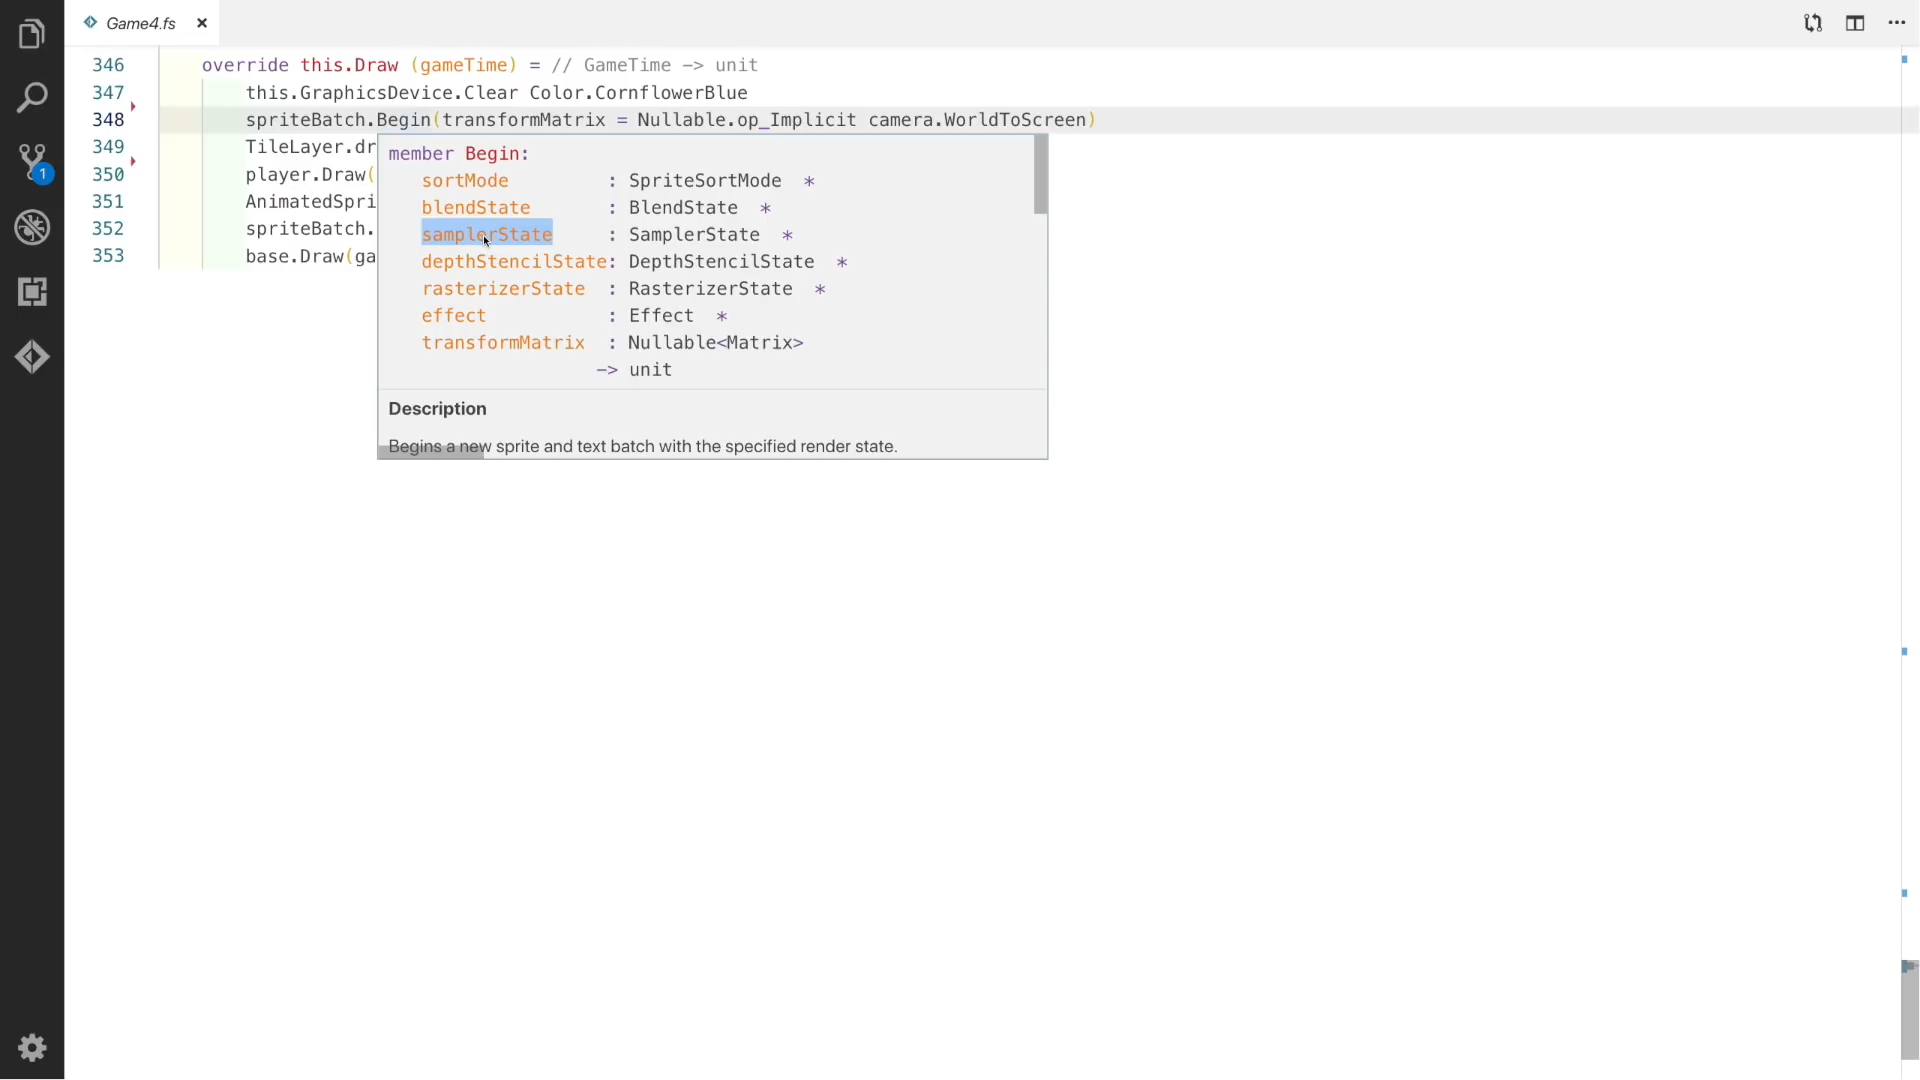 Game4.fs
346 override this.Draw (gameTime) = // GameTime -> unit
347 this.GraphicsDevice.Clear Color.CornflowerBlue
348 spriteBatch.Begin(transformMatrix = Nullable.op_Implicit camera.WorldToScreen)
349 TileLayer.dr
350 player.Draw(
351 AnimatedSpri
352 spriteBatch.
353 base.Draw(ga
member Begin:
sortMode : SpriteSortMode *
blendState : BlendState *
samplerState : SamplerState *
depthStencilState: DepthStencilState *
rasterizerState : RasterizerState *
effect : Effect *
transformMatrix : Nullable<Matrix>
-> unit
Description
Begins a new sprite and text batch with the specified render state.
1